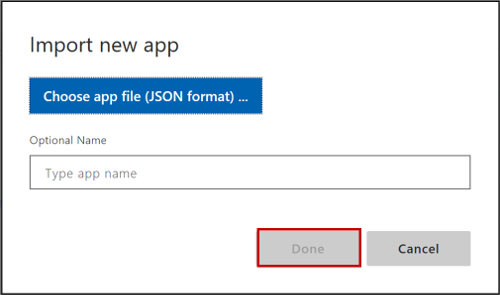 Import new app
Choose app file (JSON format) ...
Optional Name
Type app name
Done
Cancel